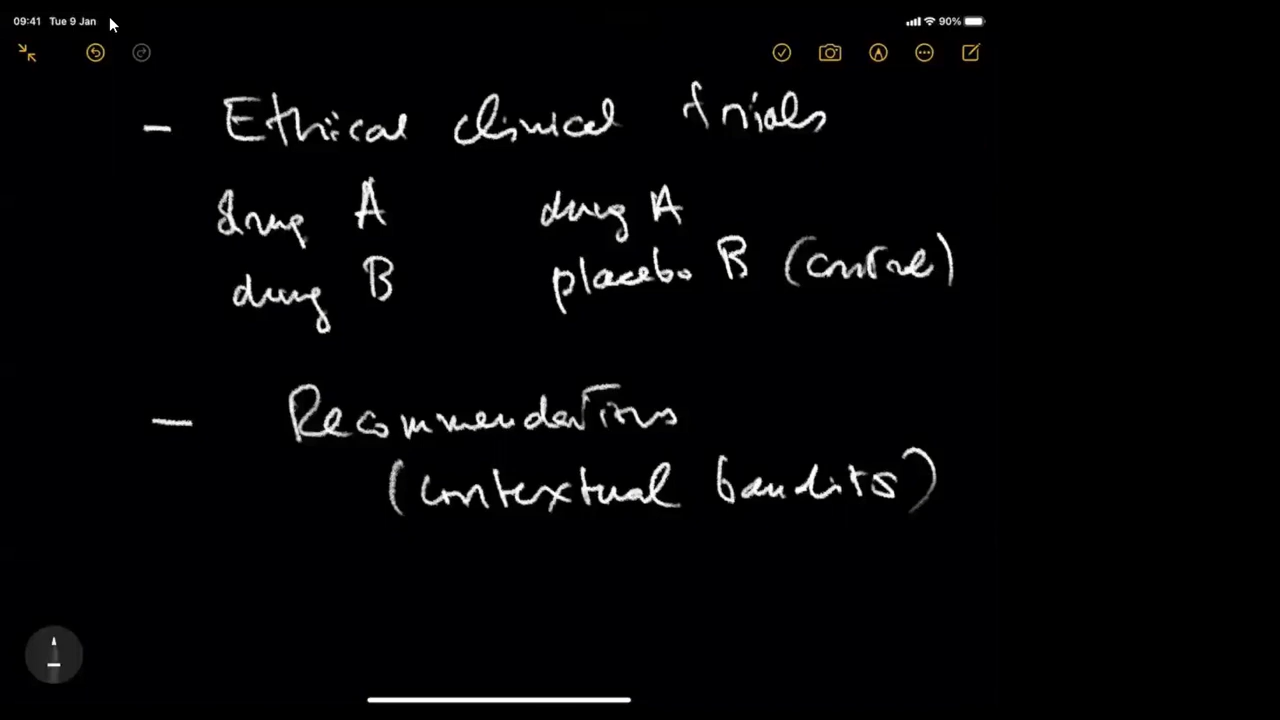 09:41 Tue 9 Jan 90%
- Ethical clinical trials
drug A drug A
drug B placebo B (control)
- Recommendations
(contextual bandits)